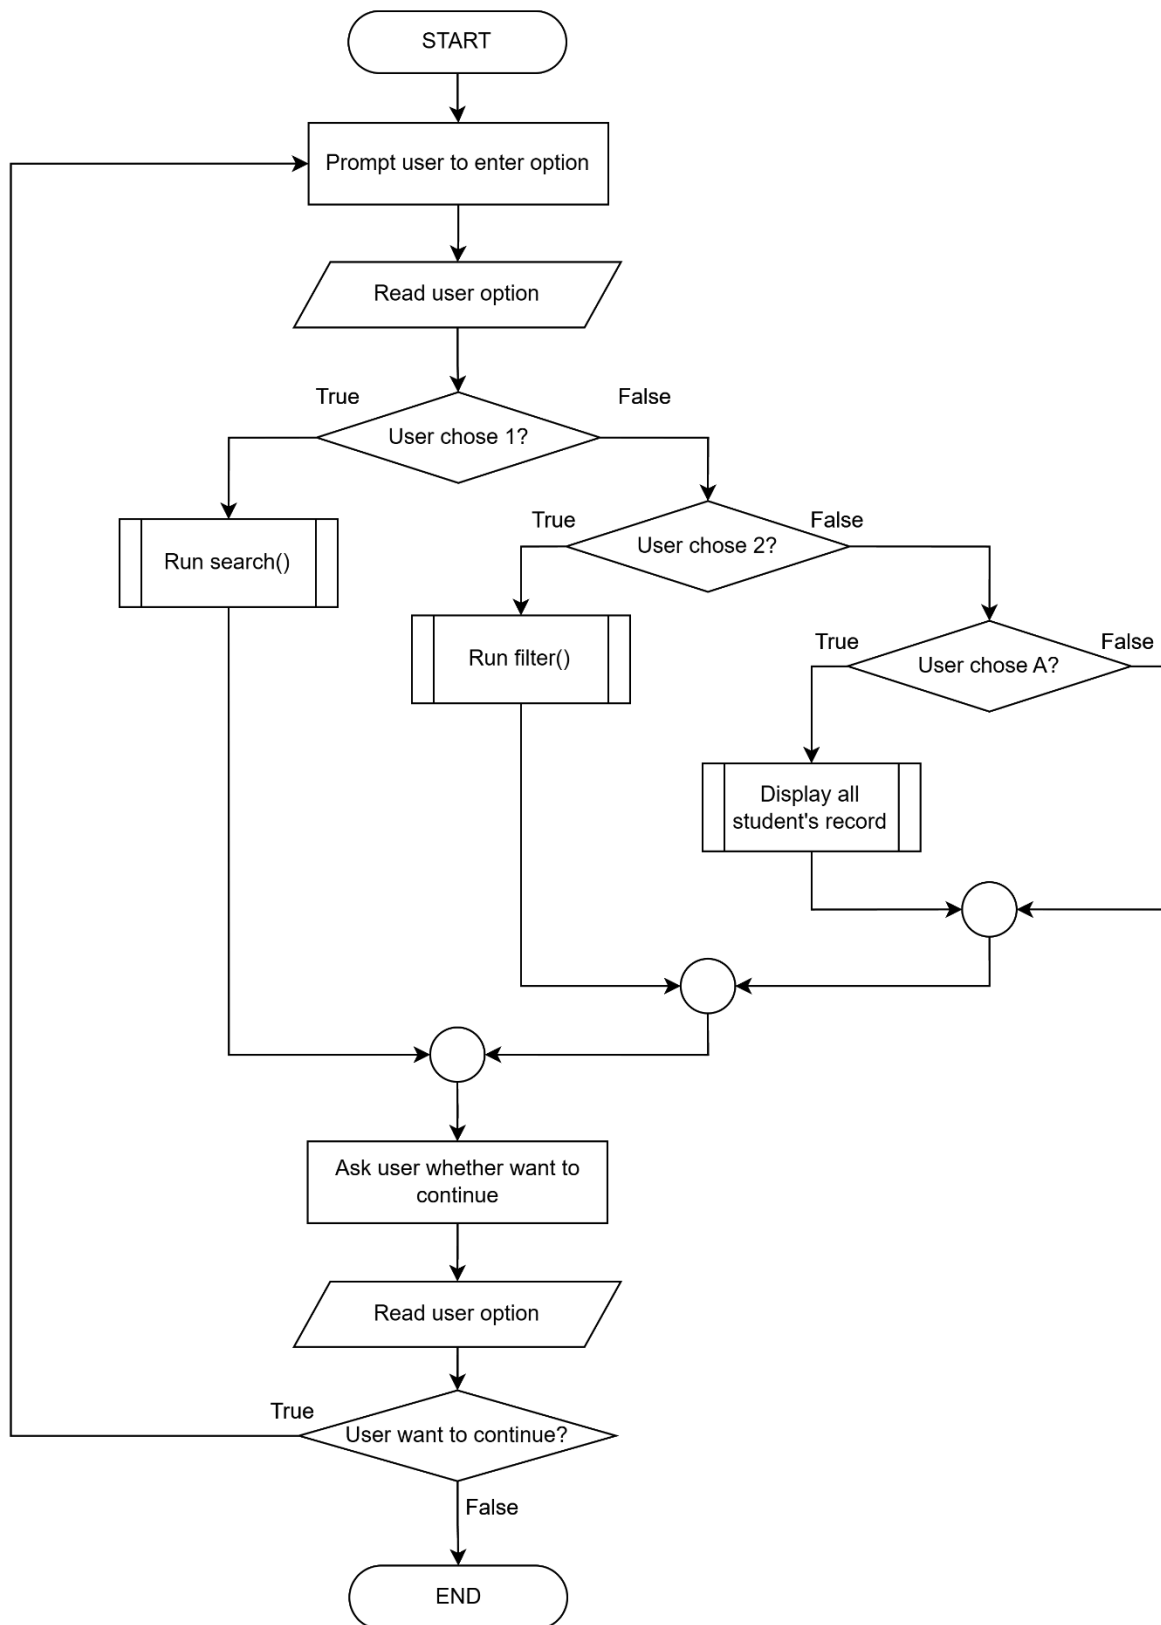 START
Prompt user to enter option
Read user option
True
False
User chose 1?
True
False
Run search()
User chose 2?
True
False
Run filter()
User chose A?
Display all
student's record
Ask user whether want to
continue
Read user option
True
User want to continue?
False
END